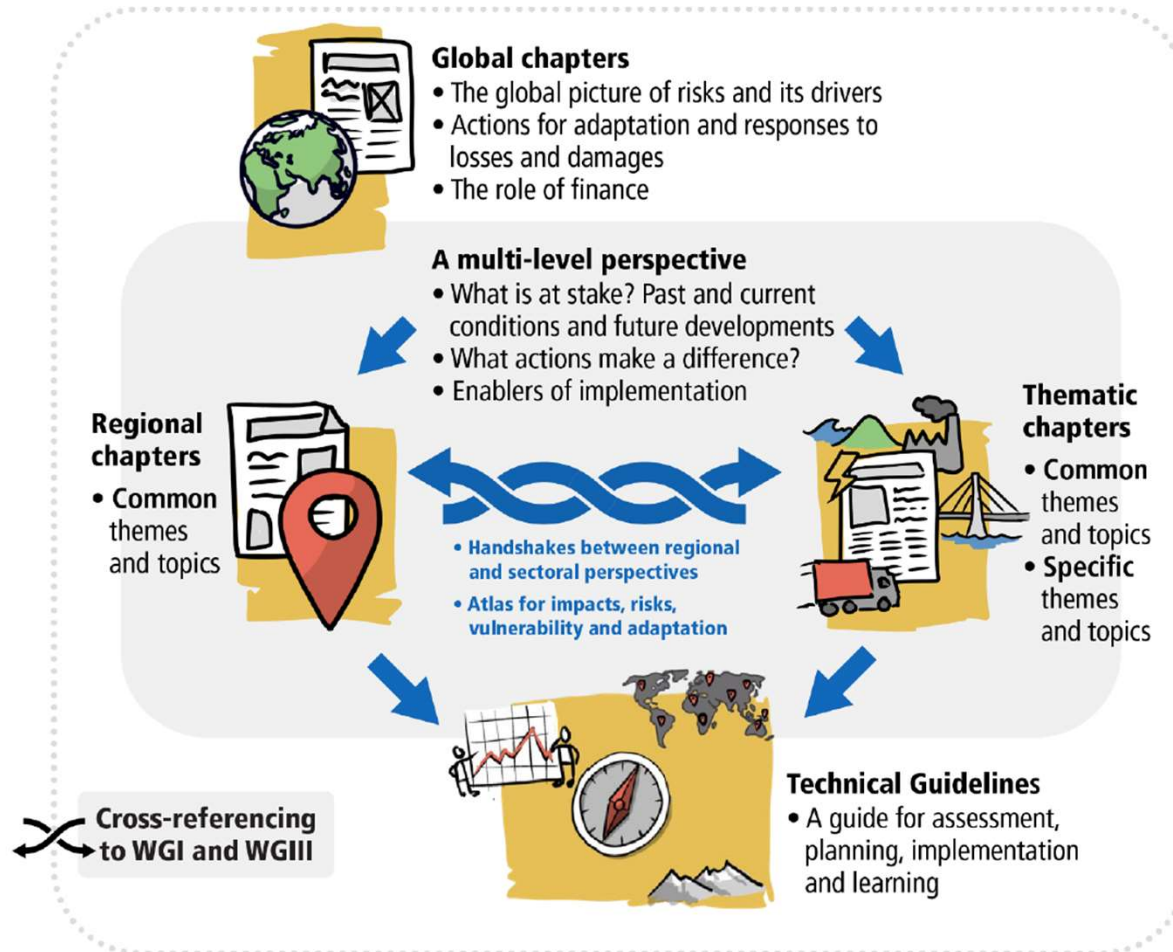 Global chapters
• The global picture of risks and its drivers
• Actions for adaptation and responses to
losses and damages
• The role of finance
A multi-level perspective
• What is at stake? Past and current
conditions and future developments
• What actions make a difference?
• Enablers of implementation
Regional
chapters
• Common
themes
and topics
• Handshakes between regional
and sectoral perspectives
• Atlas for impacts, risks,
vulnerability and adaptation
Thematic
chapters
• Common
themes
and topics
• Specific
themes
and topics
Technical Guidelines
• A guide for assessment,
planning, implementation
and learning
Cross-referencing
to WGI and WGIII